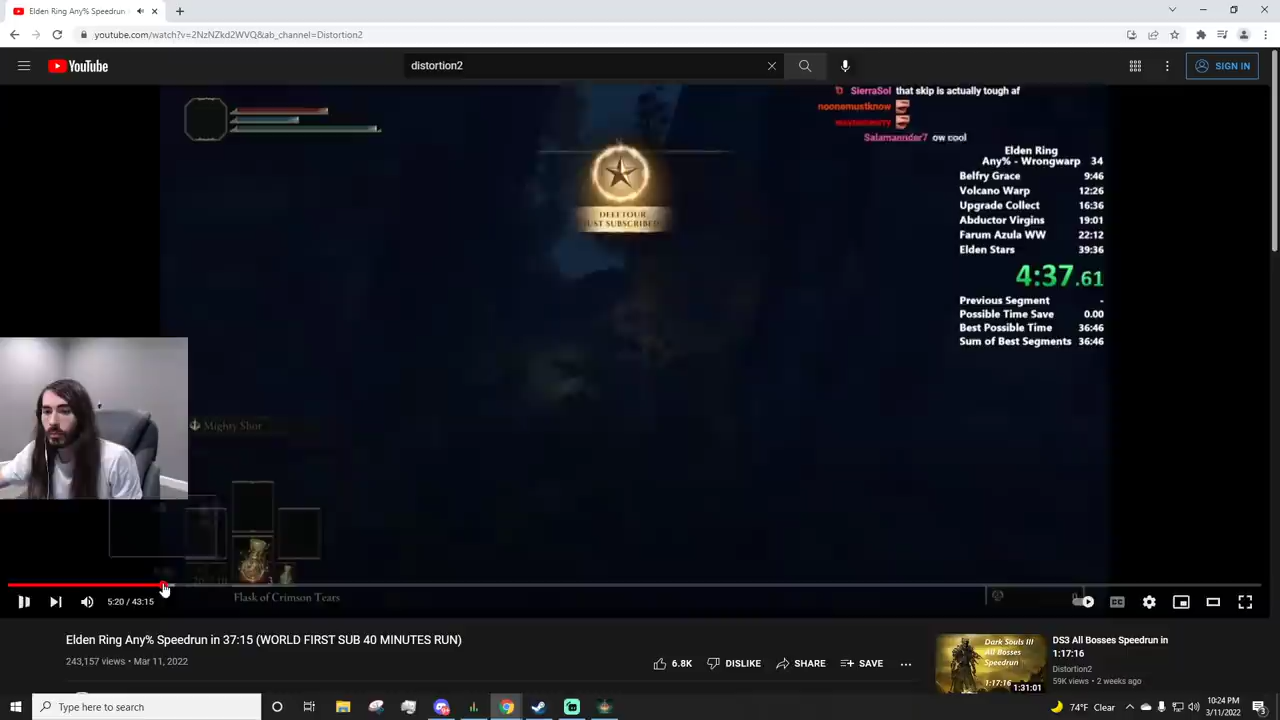 Elden Ring Any% Speedrun
youtube.com/watch?v=2NzNZkd2WVQ&ab_channel=Distortion2
YouTube
distortion2
SIGN IN
SierraSol that skip is actually tough af
noonemustknow
Salamannder7 ow cool
Elden Ring
Any% - Wrongwarp 34
Belfry Grace 9:46
Volcano Warp 12:26
Upgrade Collect 16:36
Abductor Virgins 19:01
Farum Azula WW 22:12
Elden Stars 39:36
4:37.61
Previous Segment -
Possible Time Save 0.00
Best Possible Time 36:46
Sum of Best Segments 36:46
DEETOUR
JUST SUBSCRIBED
Mighty Shot
Flask of Crimson Tears
5:20 / 43:15
CC
Elden Ring Any% Speedrun in 37:15 (WORLD FIRST SUB 40 MINUTES RUN)
243,157 views • Mar 11, 2022
6.8K
DISLIKE
SHARE
SAVE
Dark Souls III
All Bosses
Speedrun
1:17:16
1:31:01
DS3 All Bosses Speedrun in
1:17:16
Distortion2
59K views • 2 weeks ago
Type here to search
74°F Clear
10:24 PM
3/11/2022